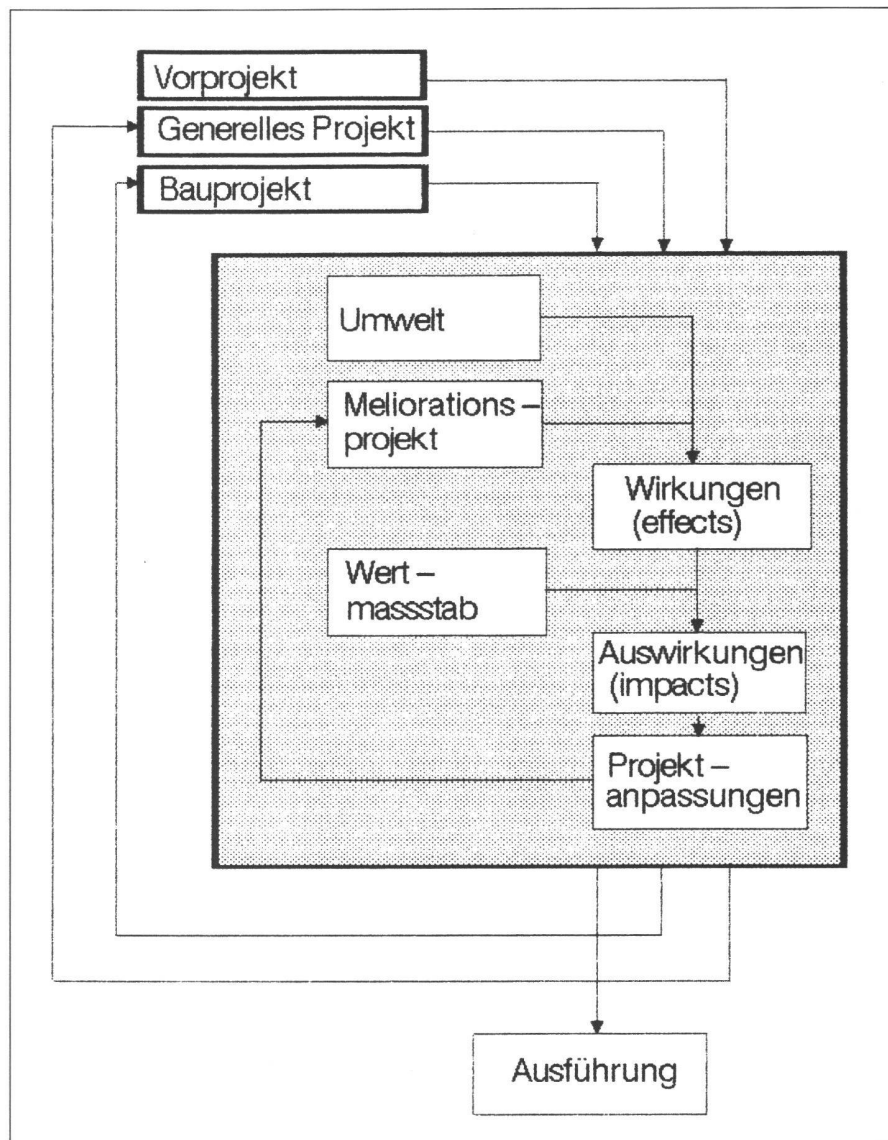 Vorprojekt
Generelles Projekt
Bauprojekt
Umwelt
Meliorations–
projekt
Wirkungen
(effects)
Wert–
massstab
Auswirkungen
(impacts)
Projekt–
anpassungen
Ausführung